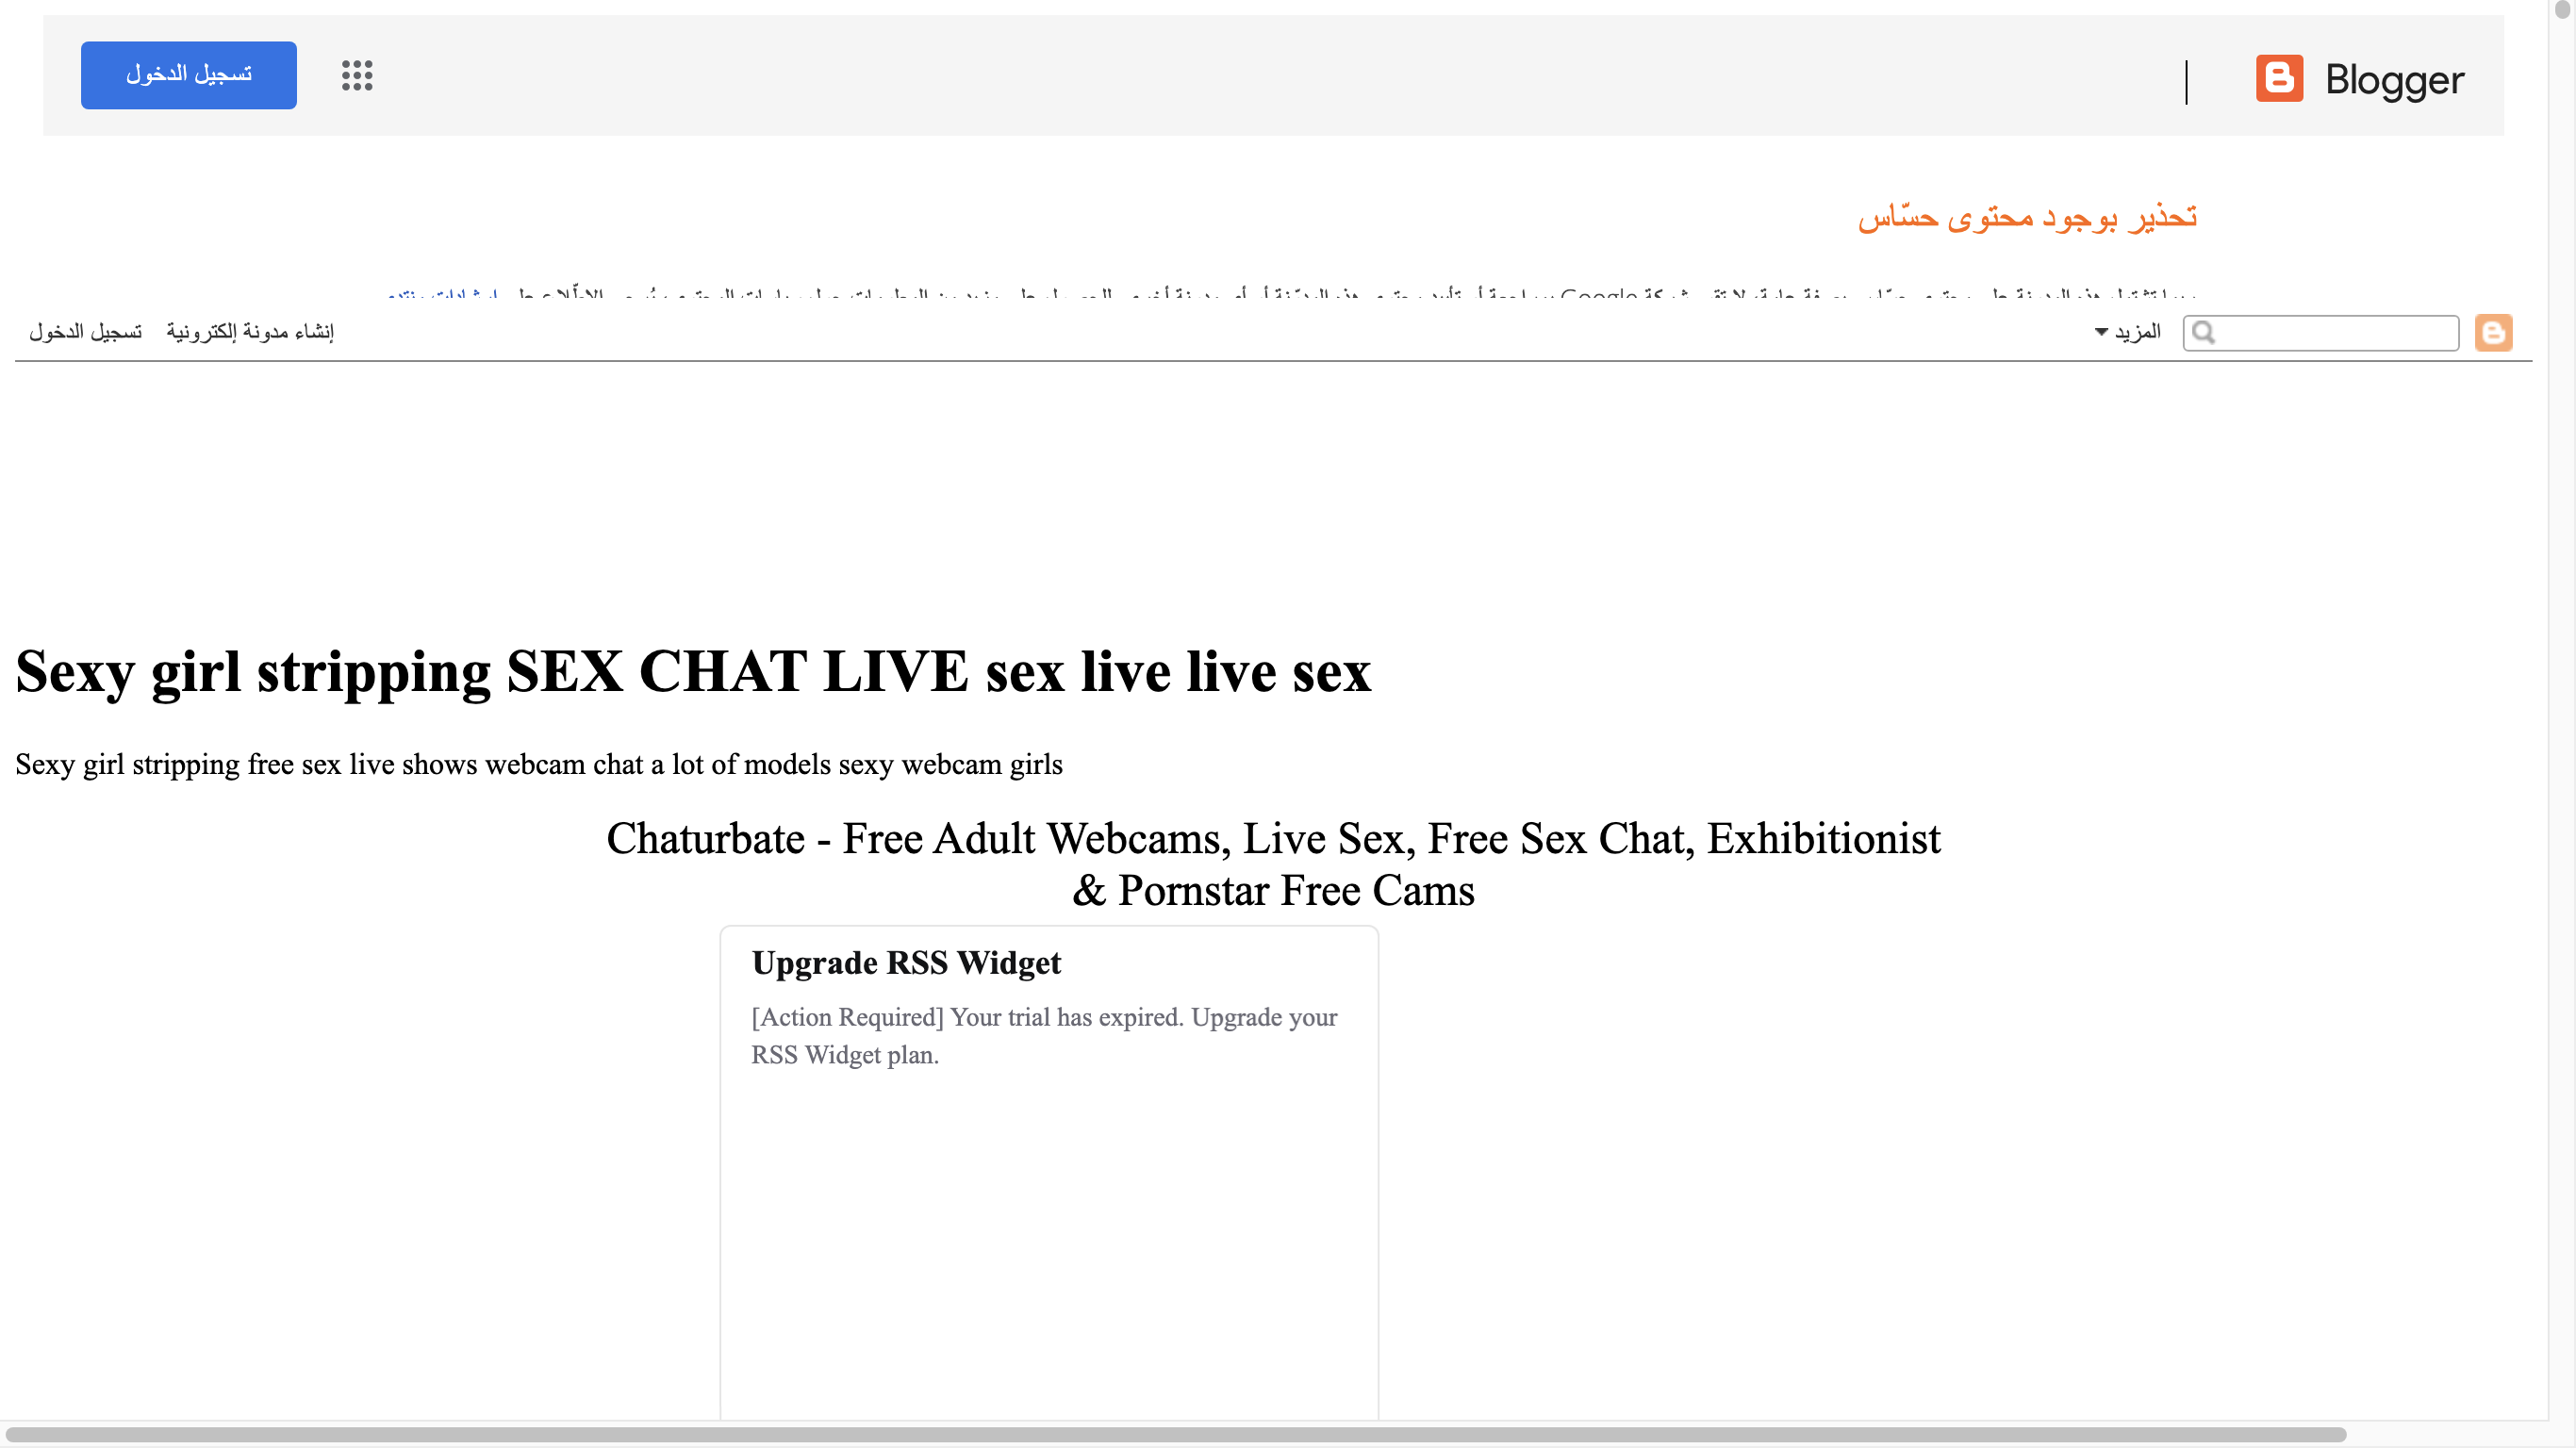 Blogger
تسجيل الدخول
تحذير بوجود محتوى حسّاس
المزيد
إنشاء مدونة إلكترونية
تسجيل الدخول
Sexy girl stripping SEX CHAT LIVE sex live live sex
Sexy girl stripping free sex live shows webcam chat a lot of models sexy webcam girls
Chaturbate - Free Adult Webcams, Live Sex, Free Sex Chat, Exhibitionist
& Pornstar Free Cams
Upgrade RSS Widget
[Action Required] Your trial has expired. Upgrade your
RSS Widget plan.